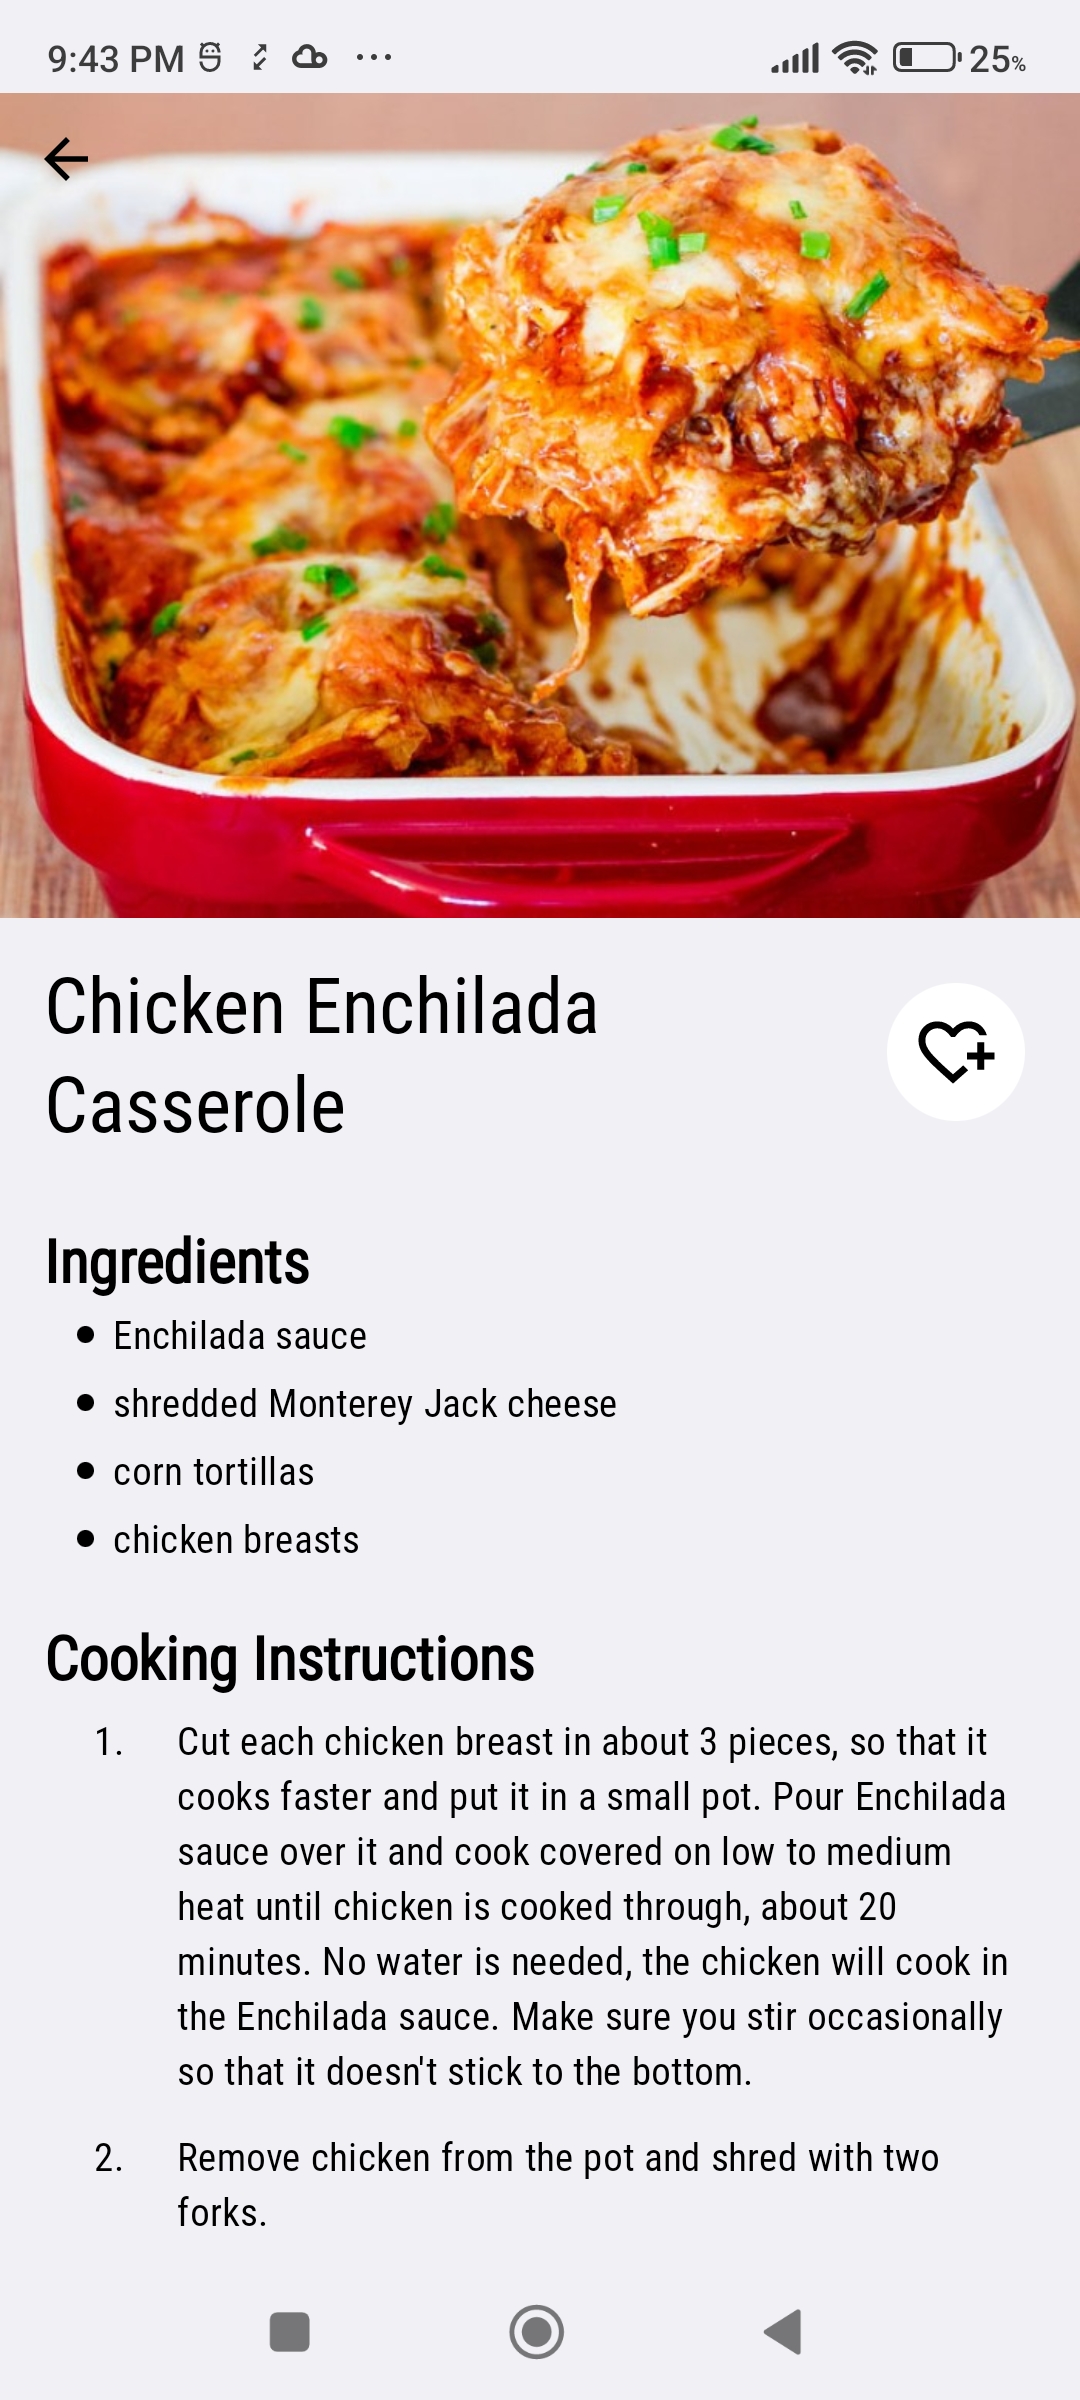 9:43 PM
25%
Chicken Enchilada
Casserole
Ingredients
● Enchilada sauce
● shredded Monterey Jack cheese
● corn tortillas
● chicken breasts
Cooking Instructions
1. Cut each chicken breast in about 3 pieces, so that it
cooks faster and put it in a small pot. Pour Enchilada
sauce over it and cook covered on low to medium
heat until chicken is cooked through, about 20
minutes. No water is needed, the chicken will cook in
the Enchilada sauce. Make sure you stir occasionally
so that it doesn't stick to the bottom.
2. Remove chicken from the pot and shred with two
forks.